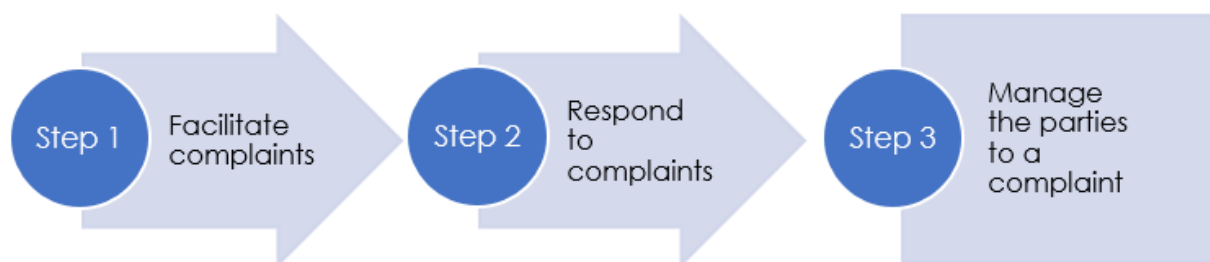 Step 1
Facilitate
complaints
Step 2
Respond
to
complaints
Step 3
Manage
the parties
to a
complaint